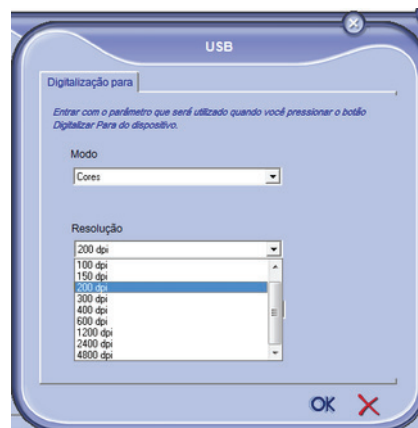 USB
Digitalização para
Entrar com o parâmetro que será utilizado quando você pressionar o botão
Digitalizar Para do dispositivo.
Modo
Cores
Resolução
200 dpi
100 dpi
150 dpi
200 dpi
300 dpi
400 dpi
600 dpi
1200 dpi
2400 dpi
4800 dpi
OK